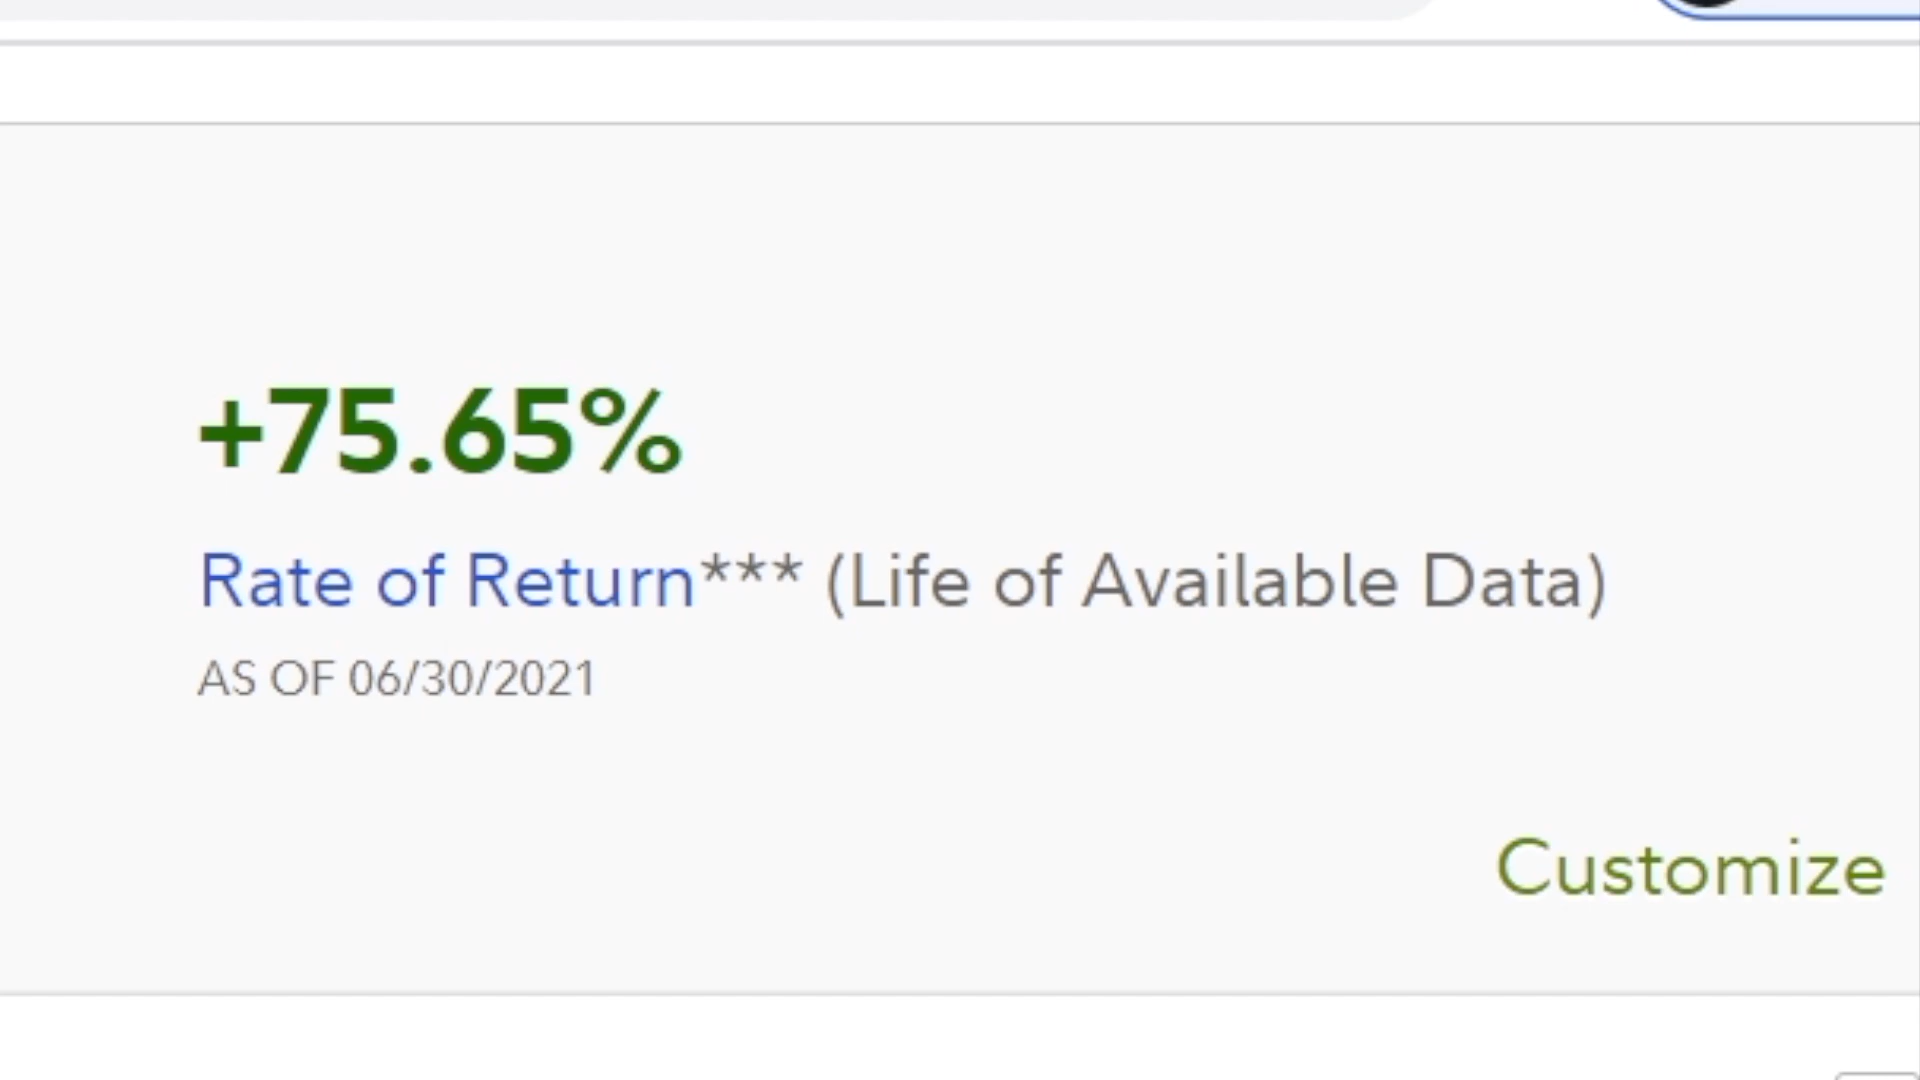 +75.65%
Rate of Return*** (Life of Available Data)
AS OF 06/30/2021
Customize